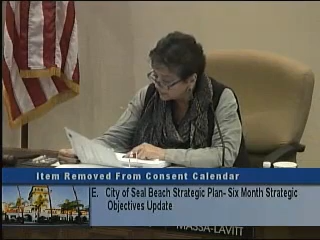 Item Removed From Consent Calendar
E. City of Seal Beach Strategic Plan- Six Month Strategic
Objectives Update
MASSA-LAVITT